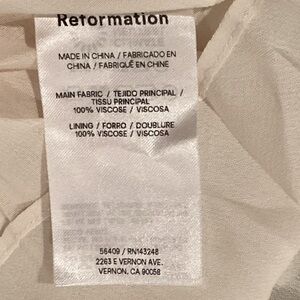 Reformation
MADE IN CHINA / FABRICADO EN
CHINA / FABRIQUÉ EN CHINE
MAIN FABRIC / TEJIDO PRINCIPAL /
TISSU PRINCIPAL
100% VISCOSE / VISCOSA
LINING / FORRO / DOUBLURE
100% VISCOSE / VISCOSA
56409 / RN143248
2263 E VERNON AVE.
VERNON, CA 90058